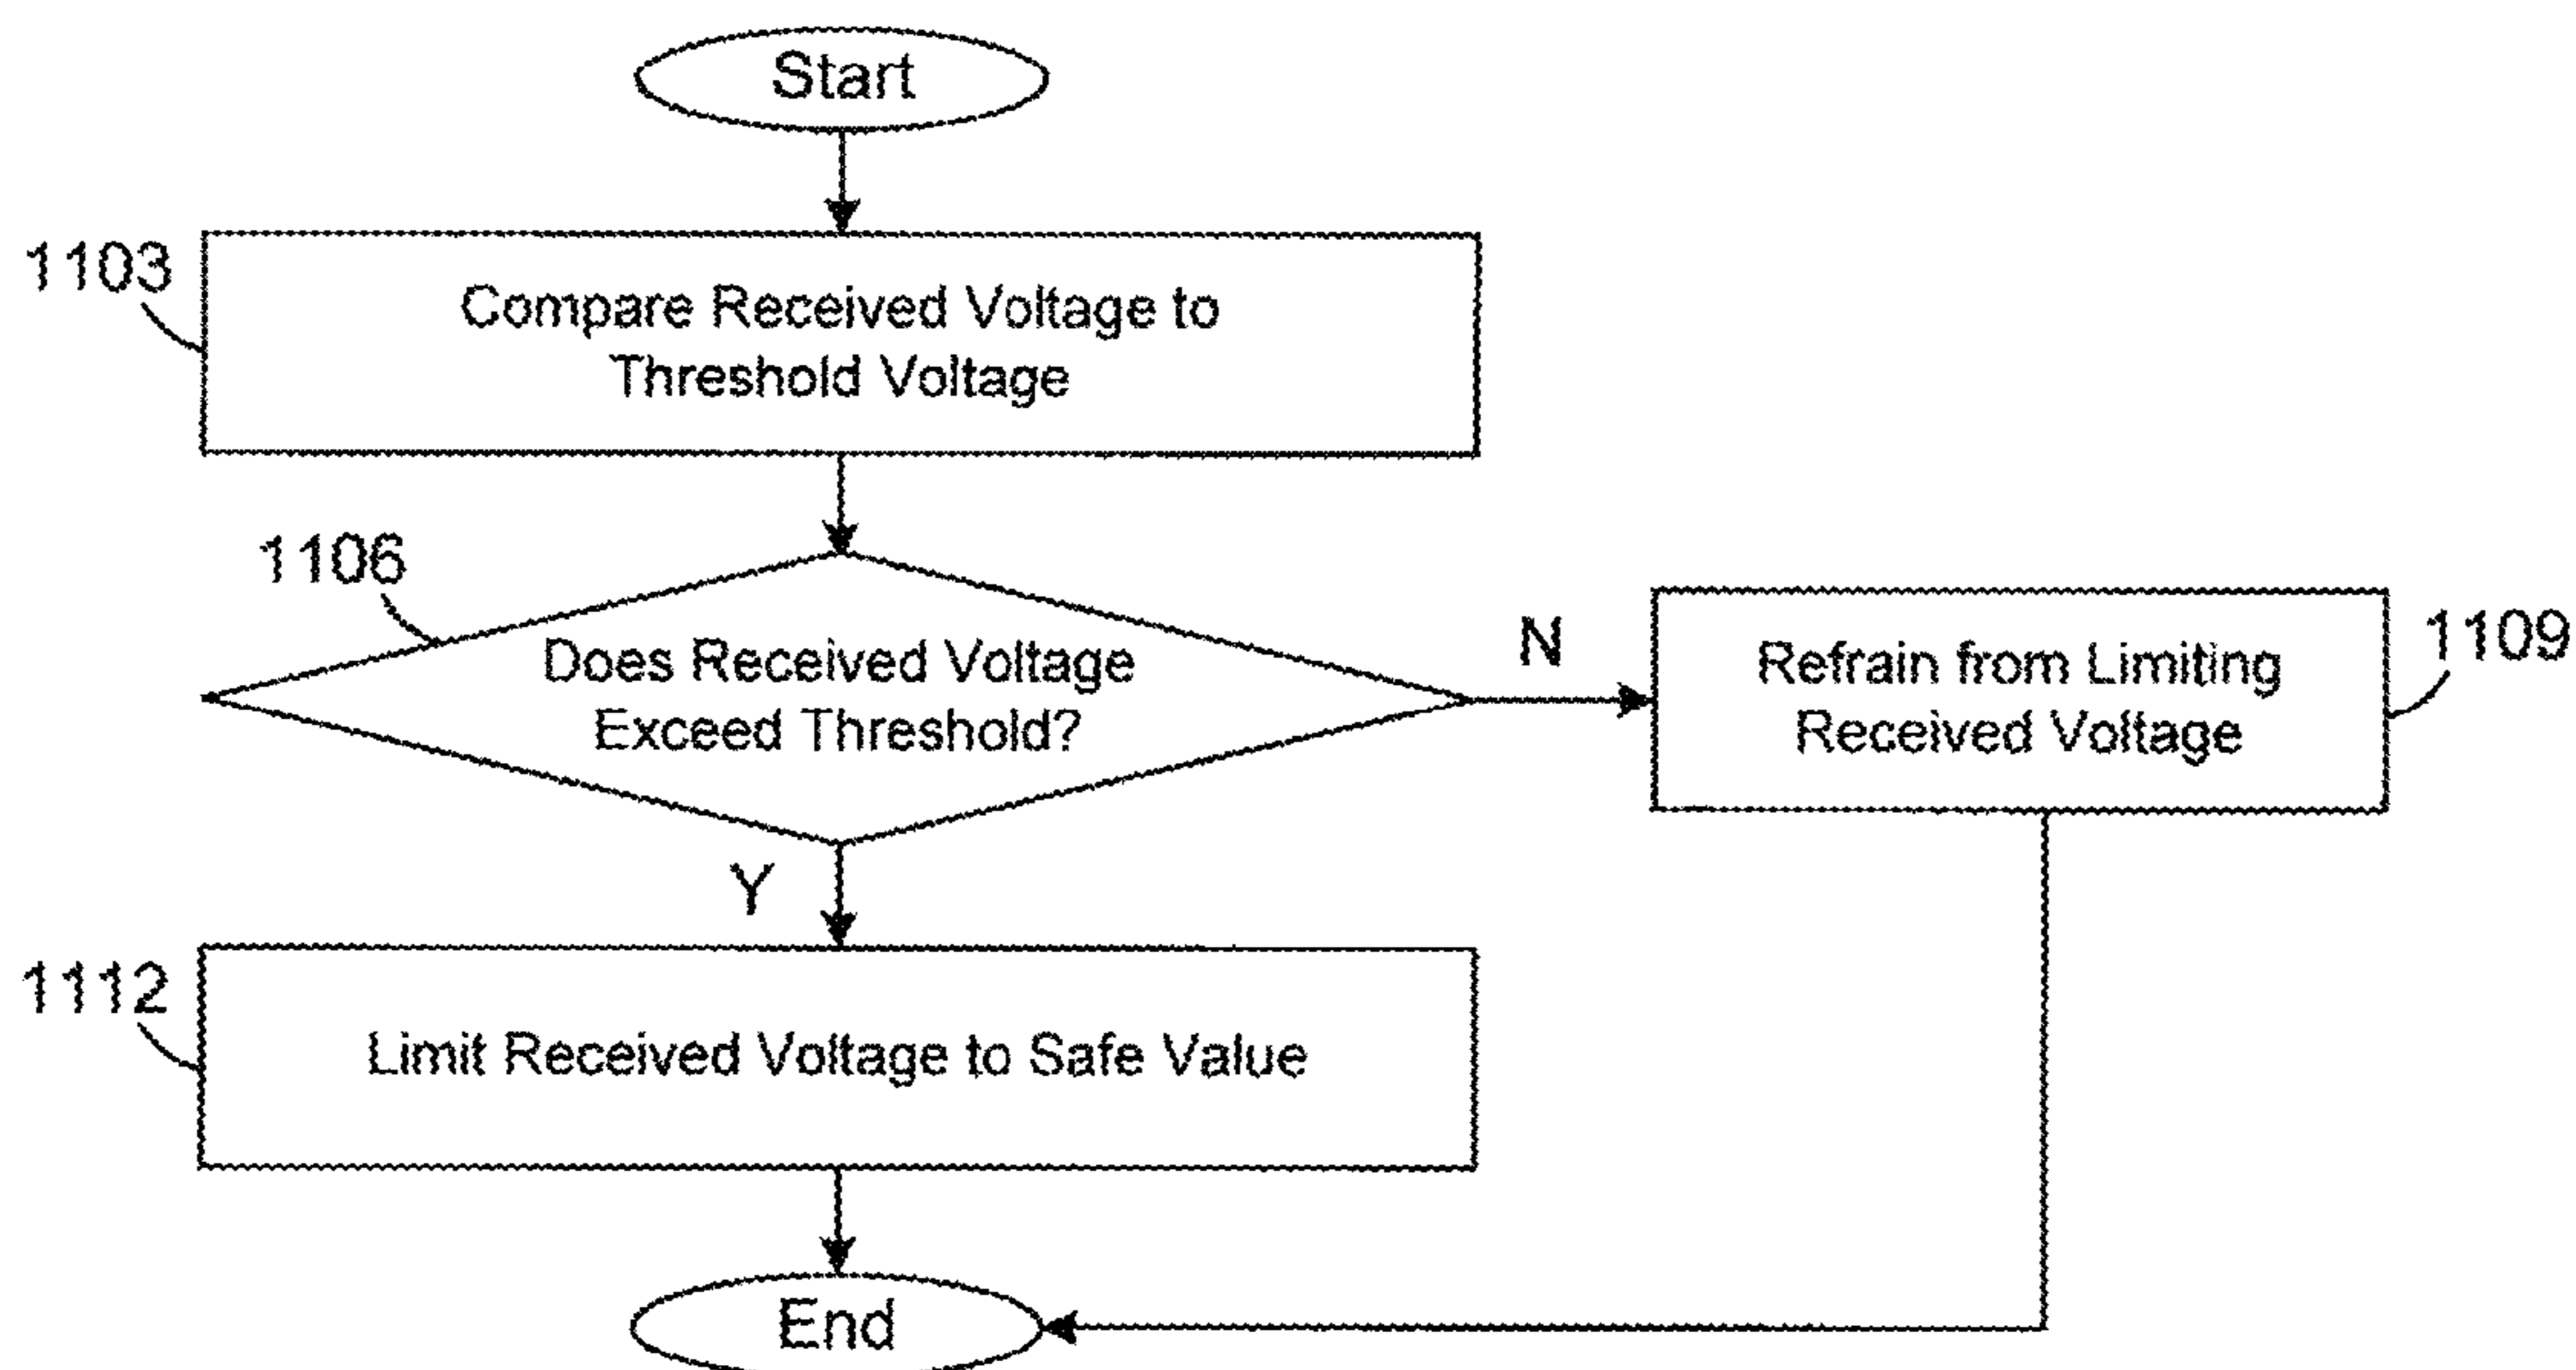 Start
1103
Compare Received Voltage to
Threshold Voltage
1106
Does Received Voltage
Exceed Threshold?
N
Refrain from Limiting
Received Voltage
1109
Y
1112
Limit Received Voltage to Safe Value
End